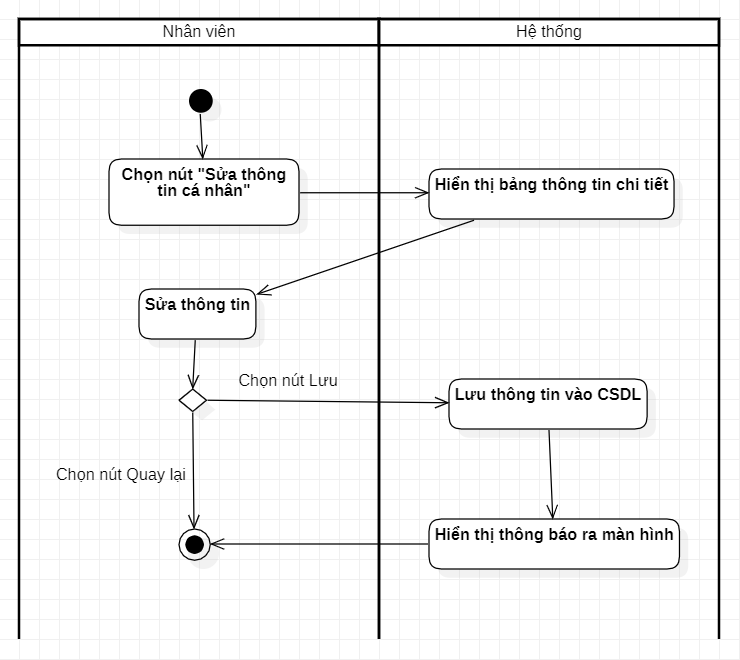 Nhân viên
Hệ thống
Chọn nút "Sửa thông
tin cá nhân"
Hiển thị bảng thông tin chi tiết
Sửa thông tin
Chọn nút Lưu
Lưu thông tin vào CSDL
Chọn nút Quay lại
Hiển thị thông báo ra màn hình